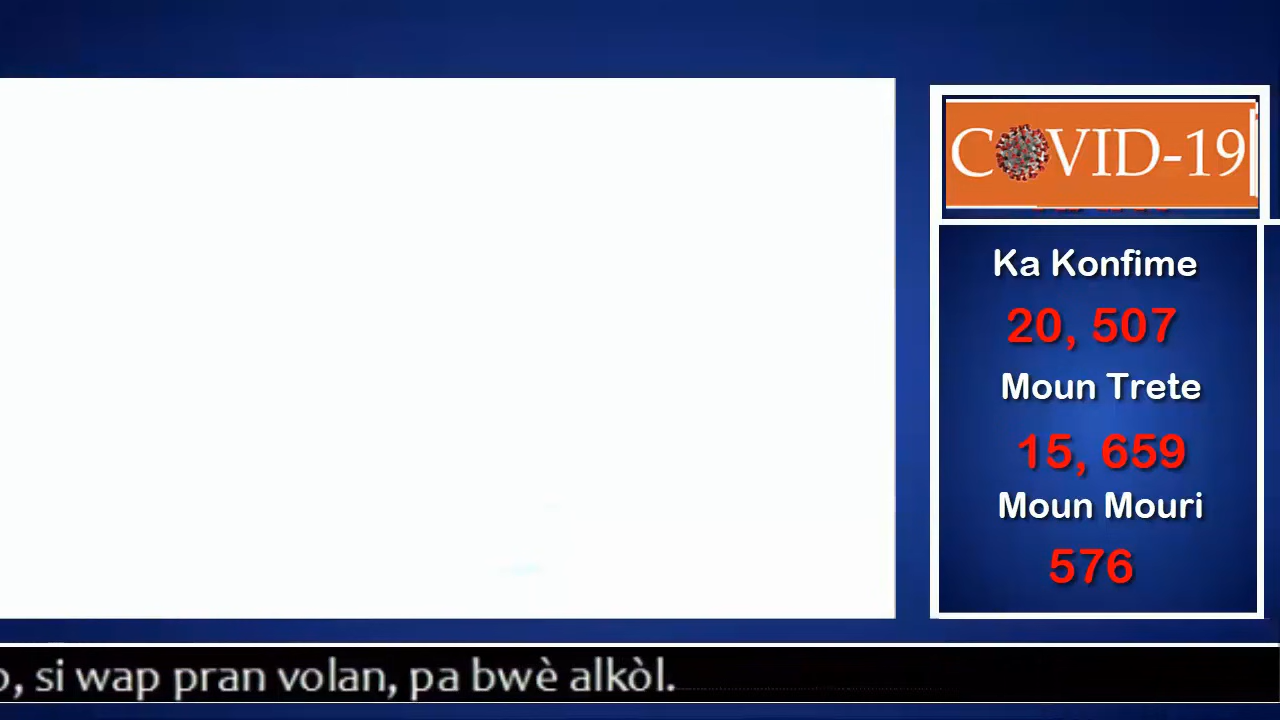 COVID-19
Ka Konfime
20, 507
Moun Trete
15, 659
Moun Mouri
576
, si wap pran volan, pa bwè alkòl.